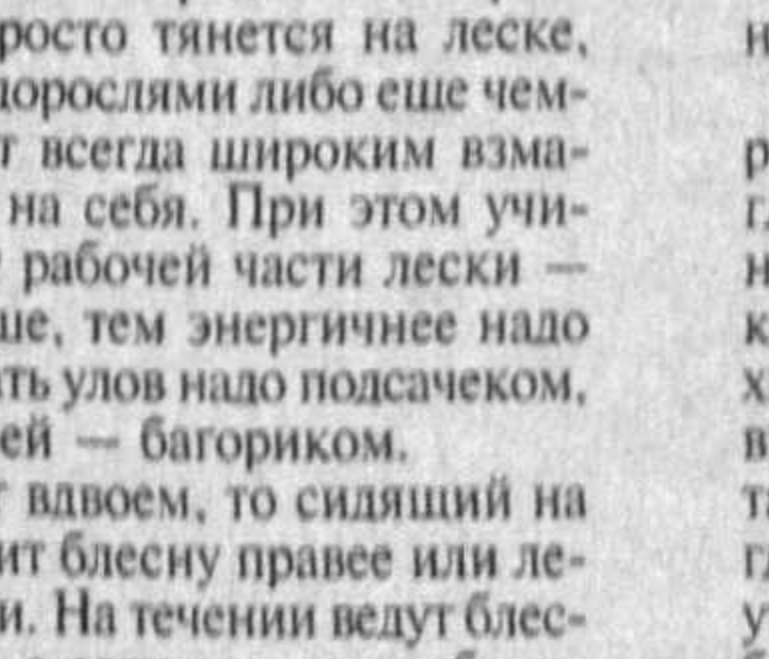 росто тянется на леске,
дорослями либо еще чем-
т всегда широким взма-
на себя. При этом учи-
рабочей части лески —
ше, тем энергичнее надо
ать улов надо подсачеком,
ей — багориком.
т вдвоем, то сидящий на
ит блесну правее или ле-
и. На течении ведут блес-